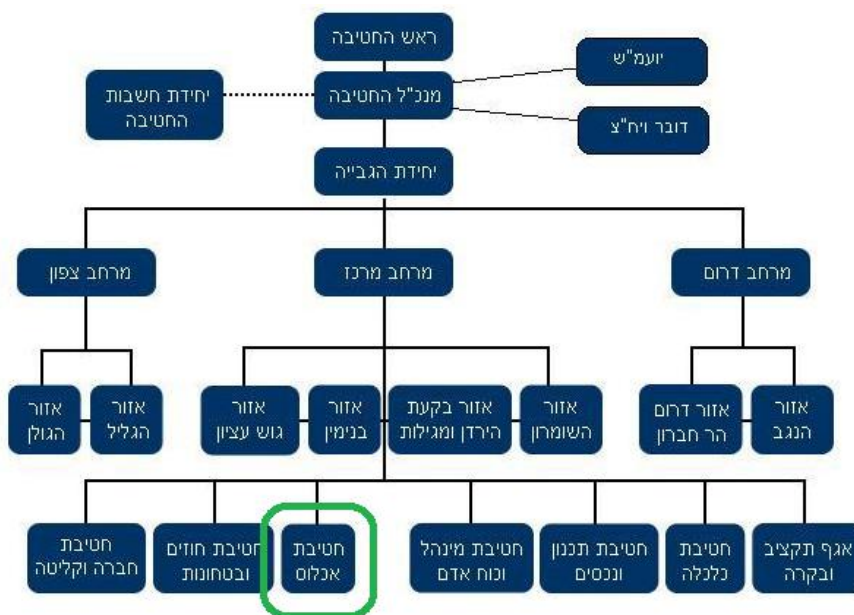 ראש החטיבה
יועמ"ש
מנכ"ל החטיבה
יחידת חשבות
החטיבה
דובר ויח"צ
יחידת הגבייה
מרחב דרום
מרחב מרכז
מרחב צפון
אזור
הנגב
אזור דרום
הר חברון
אזור
השומרון
אזור בקעת
הירדן ומגילות
אזור
בנימין
אזור
גוש עציון
אזור
הגליל
אזור
הגולן
אגף תקציב
ובקרה
חטיבת
כלכלה
חטיבת תכנון
ונכסים
חטיבת מינהל
וכוח אדם
חטיבת
אכלוס
חטיבת חוזים
ובטחונות
חטיבת
חברה וקליטה